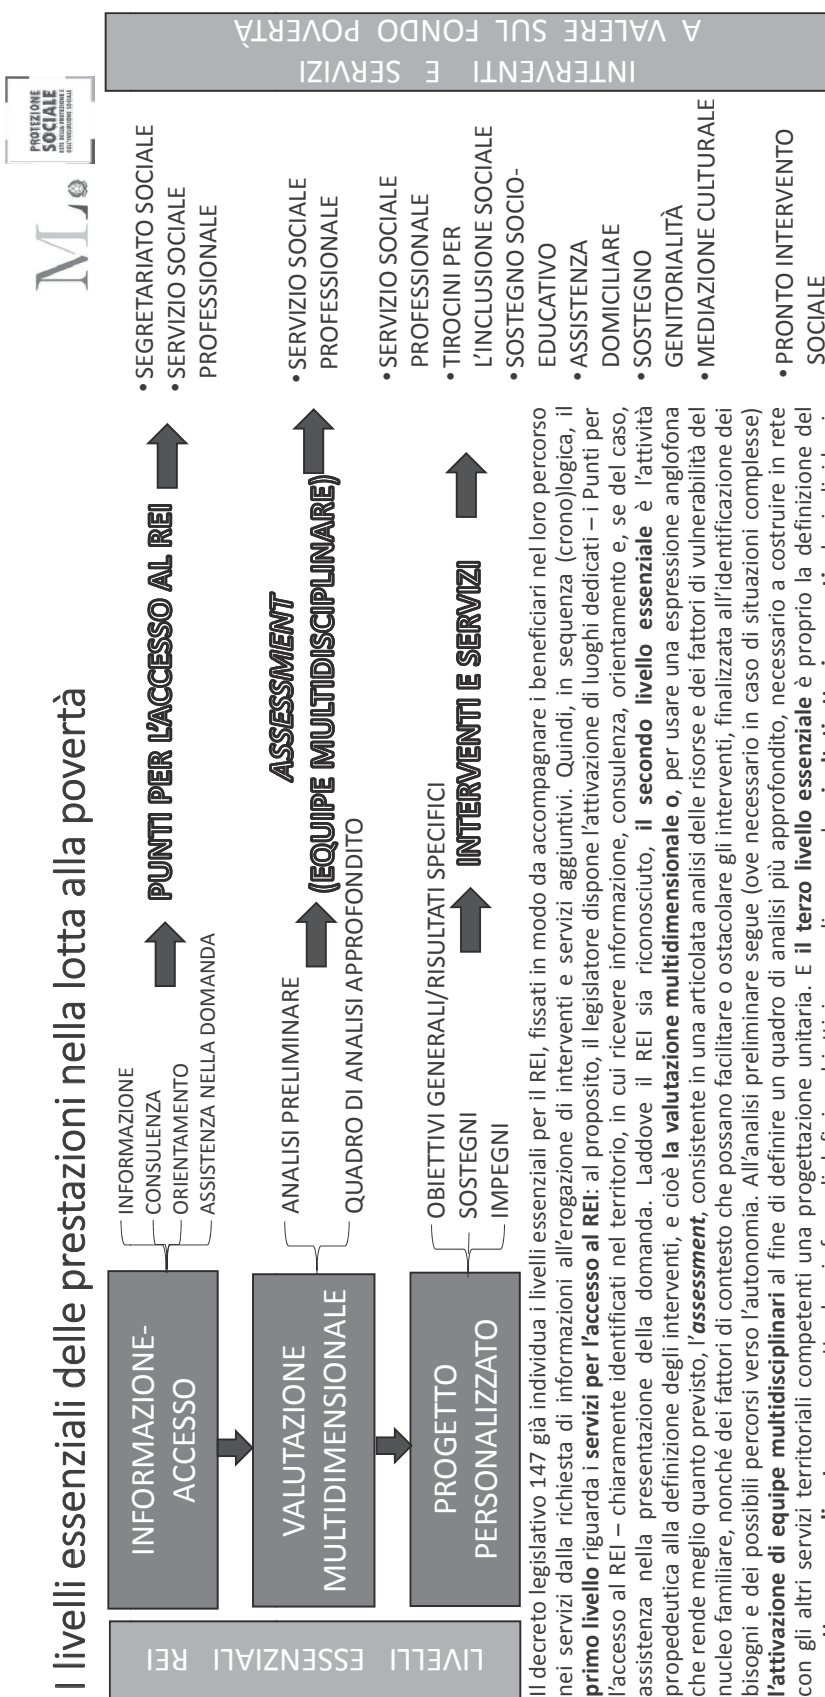 I livelli essenziali delle prestazioni nella lotta alla povertà
M
PROTEZIONE
SOCIALE
LIVELLI ESSENZIALI REI
INFORMAZIONE-
ACCESSO
INFORMAZIONE
CONSULENZA
ORIENTAMENTO
ASSISTENZA NELLA DOMANDA
PUNTI PER L'ACCESSO AL REI
• SEGRETARIATO SOCIALE
• SERVIZIO SOCIALE
PROFESSIONALE
VALUTAZIONE
MULTIDIMENSIONALE
ANALISI PRELIMINARE
QUADRO DI ANALISI APPROFONDITO
ASSESSMENT
(EQUIPE MULTIDISCIPLINARE)
• SERVIZIO SOCIALE
PROFESSIONALE
PROGETTO
PERSONALIZZATO
OBIETTIVI GENERALI/RISULTATI SPECIFICI
SOSTEGNI
IMPEGNI
INTERVENTI E SERVIZI
• SERVIZIO SOCIALE
PROFESSIONALE
• TIROCINI PER
L'INCLUSIONE SOCIALE
• SOSTEGNO SOCIO-
EDUCATIVO
• ASSISTENZA
DOMICILIARE
• SOSTEGNO
GENITORIALITÀ
• MEDIAZIONE CULTURALE
• PRONTO INTERVENTO
SOCIALE
INTERVENTI E SERVIZI
A VALERE SUL FONDO POVERTÀ
Il decreto legislativo 147 già individua i livelli essenziali per il REI, fissati in modo da accompagnare i beneficiari nel loro percorso
nei servizi dalla richiesta di informazioni all'erogazione di interventi e servizi aggiuntivi. Quindi, in sequenza (crono)logica, il
primo livello riguarda i servizi per l'accesso al REI: al proposito, il legislatore dispone l'attivazione di luoghi dedicati – i Punti per
l'accesso al REI – chiaramente identificati nel territorio, in cui ricevere informazione, consulenza, orientamento e, se del caso,
assistenza nella presentazione della domanda. Laddove il REI sia riconosciuto, il secondo livello essenziale è l'attività
propedeutica alla definizione degli interventi, e cioè la valutazione multidimensionale o, per usare una espressione anglofona
che rende meglio quanto previsto, l'assessment, consistente in una articolata analisi delle risorse e dei fattori di vulnerabilità del
nucleo familiare, nonché dei fattori di contesto che possano facilitare o ostacolare gli interventi, finalizzata all'identificazione dei
bisogni e dei possibili percorsi verso l'autonomia. All'analisi preliminare segue (ove necessario in caso di situazioni complesse)
l'attivazione di equipe multidisciplinari al fine di definire un quadro di analisi più approfondito, necessario a costruire in rete
con gli altri servizi territoriali competenti una progettazione unitaria. E il terzo livello essenziale è proprio la definizione del